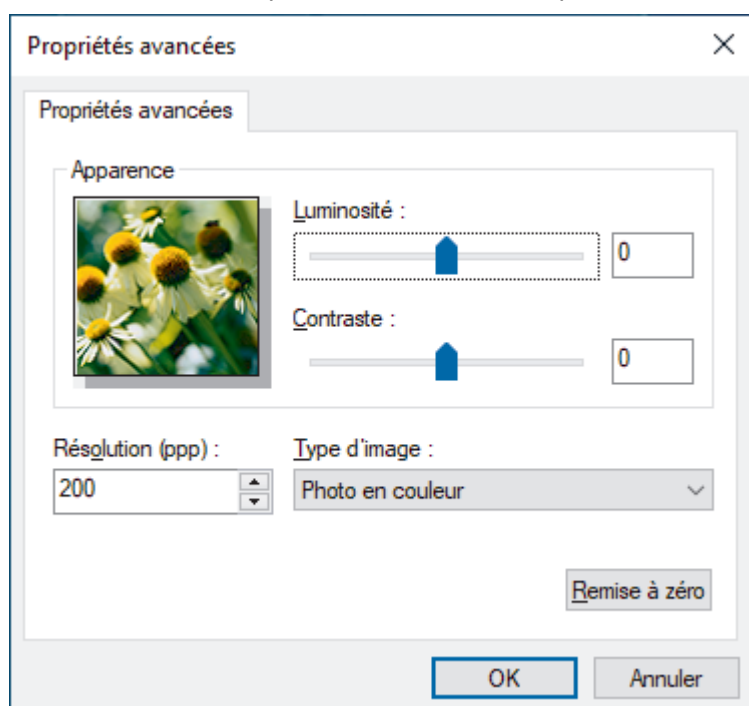 Propriétés avancées
Propriétés avancées
Apparence
Luminosité :
0
Contraste :
0
Résolution (ppp) :
Type d'image :
200
Photo en couleur
Remise à zéro
OK
Annuler